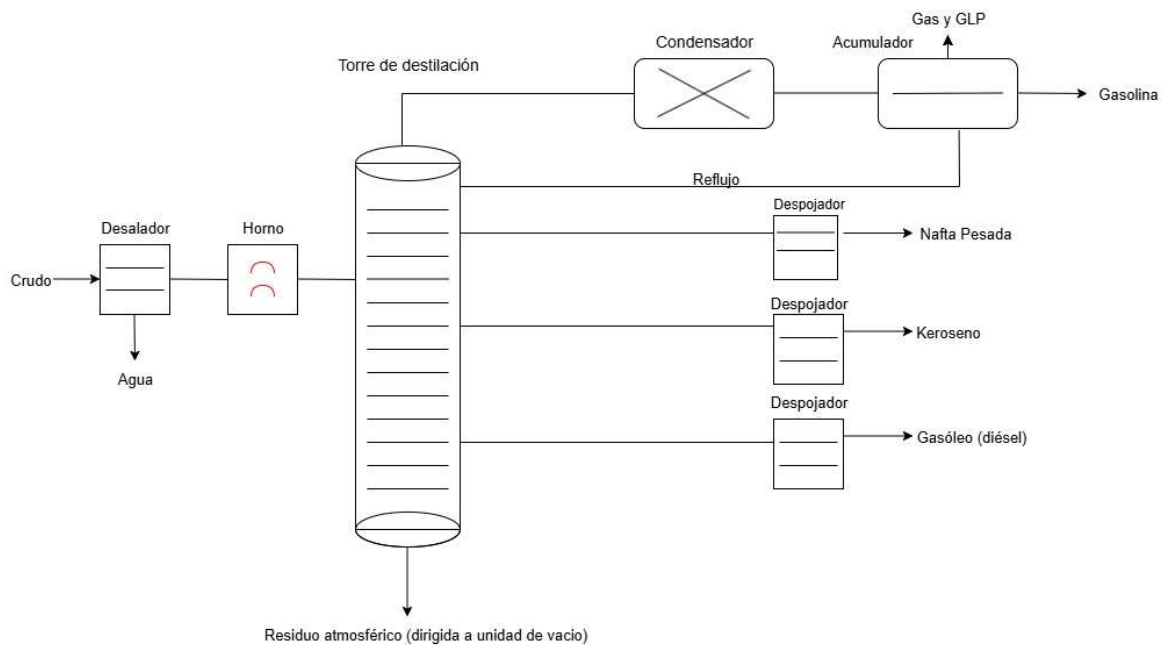 Gas y GLP
Condensador
Acumulador
Torre de destilación
Gasolina
Reflujo
Despojador
Desalador
Horno
Nafta Pesada
Crudo
Despojador
Keroseno
Agua
Despojador
Gasóleo (diésel)
Residuo atmosférico (dirigida a unidad de vacio)